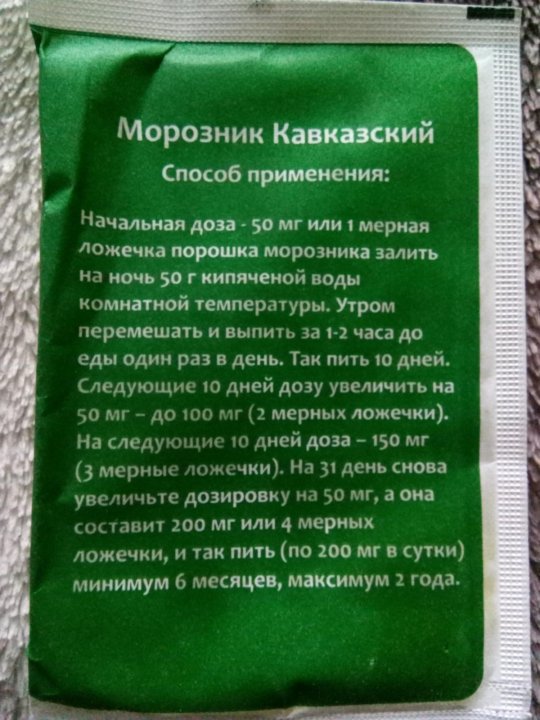 Морозник Кавказский
Способ применения:
Начальная доза - 50 мг или 1 мерная
ложечка порошка морозника залить
на ночь 50 г кипяченой воды
комнатной температуры. Утром
перемешать и выпить за 1-2 часа до
еды один раз в день. Так пить 10 дней.
Следующие 10 дней дозу увеличить на
50 мг – до 100 мг (2 мерных ложечки).
На следующие 10 дней доза – 150 мг
(3 мерные ложечки). На 31 день снова
увеличьте дозировку на 50 мг, а она
составит 200 мг или 4 мерных
ложечки, и так пить (по 200 мг в сутки)
минимум 6 месяцев, максимум 2 года.